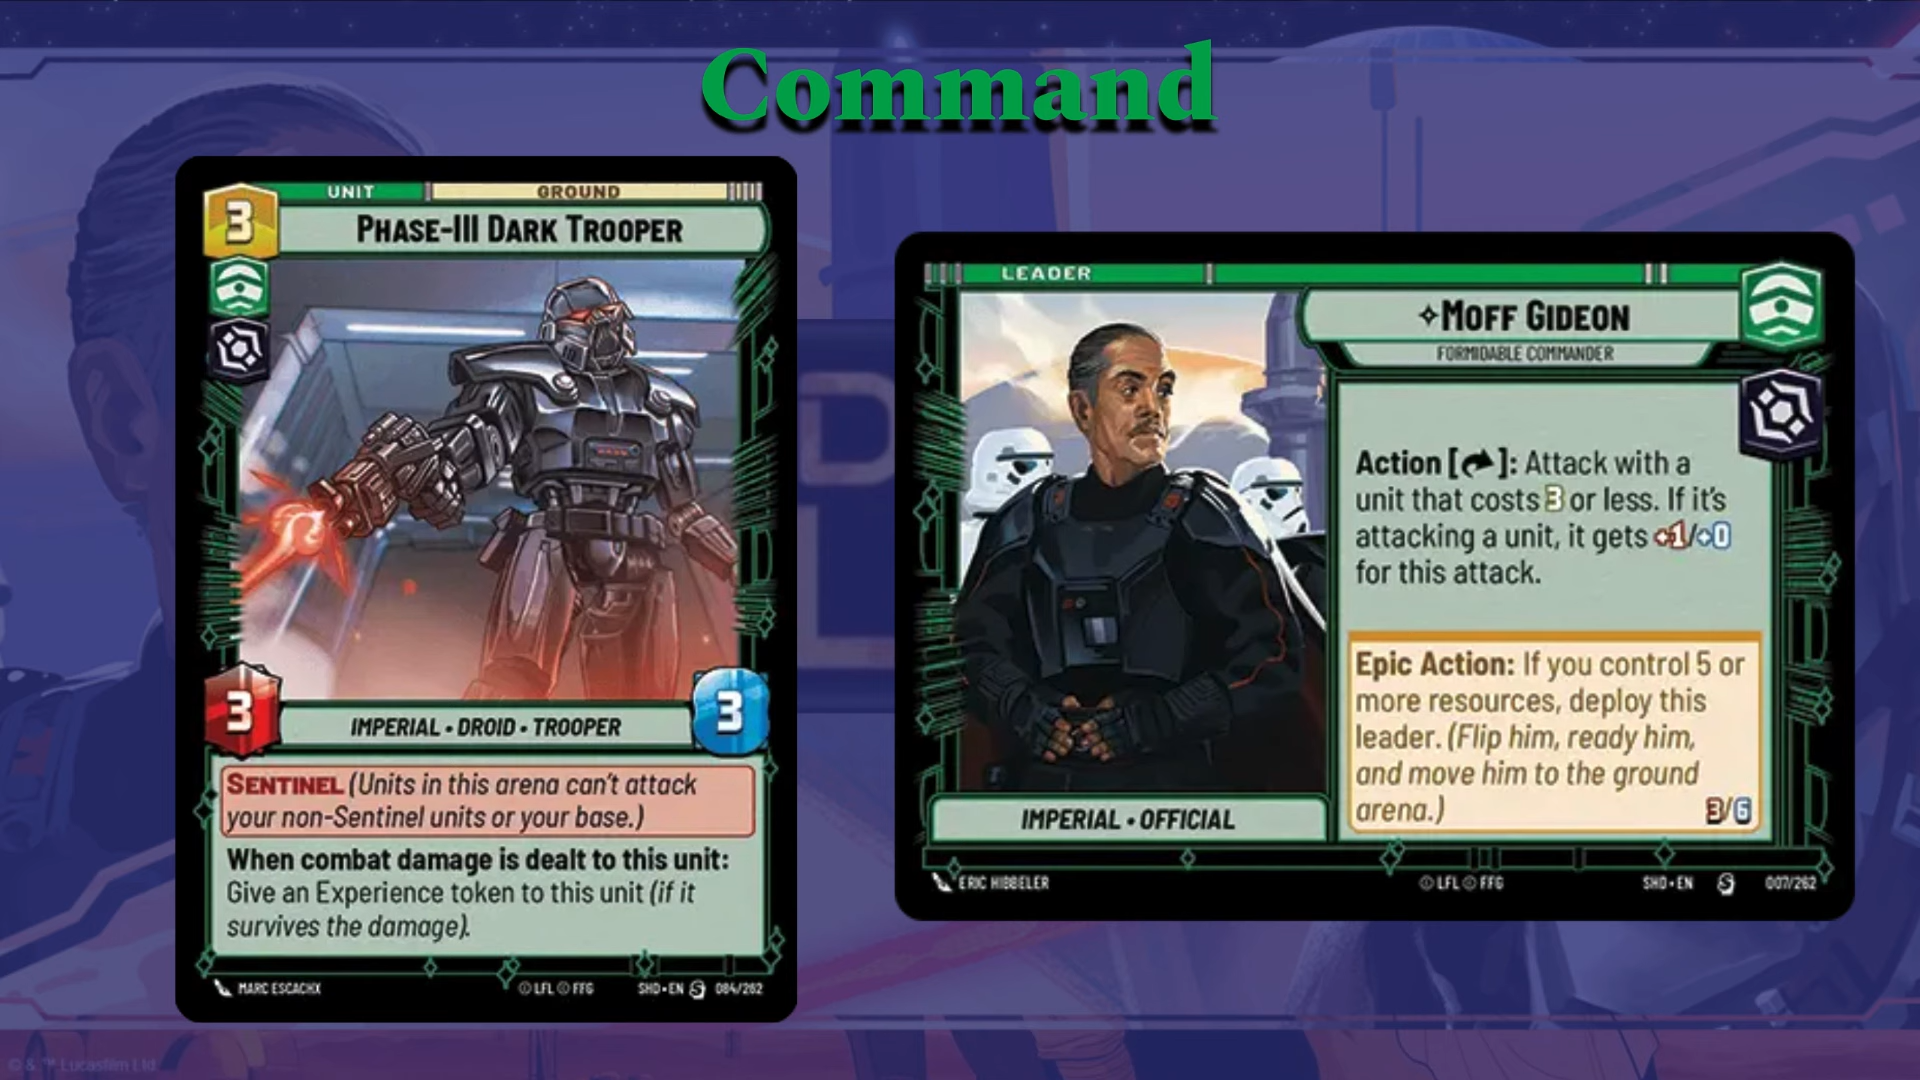 Command
UNIT
GROUND
3
PHASE-III DARK TROOPER
3
3
IMPERIAL • DROID • TROOPER
SENTINEL (Units in this arena can't attack
your non-Sentinel units or your base.)
When combat damage is dealt to this unit:
Give an Experience token to this unit (if it
survives the damage).
MARC ESCACHX
Ⓛ LFL Ⓒ FFG
SHD • EN
084/262
LEADER
MOFF GIDEON
FORMIDABLE COMMANDER
Action [ ]: Attack with a
unit that costs 3 or less. If it's
attacking a unit, it gets +1/+0
for this attack.
Epic Action: If you control 5 or
more resources, deploy this
leader. (Flip him, ready him,
and move him to the ground
arena.)
3/6
IMPERIAL • OFFICIAL
ERIC HIBBELER
Ⓛ LFL Ⓒ FFG
SHD • EN
007/262
© & ™ Lucasfilm Ltd.